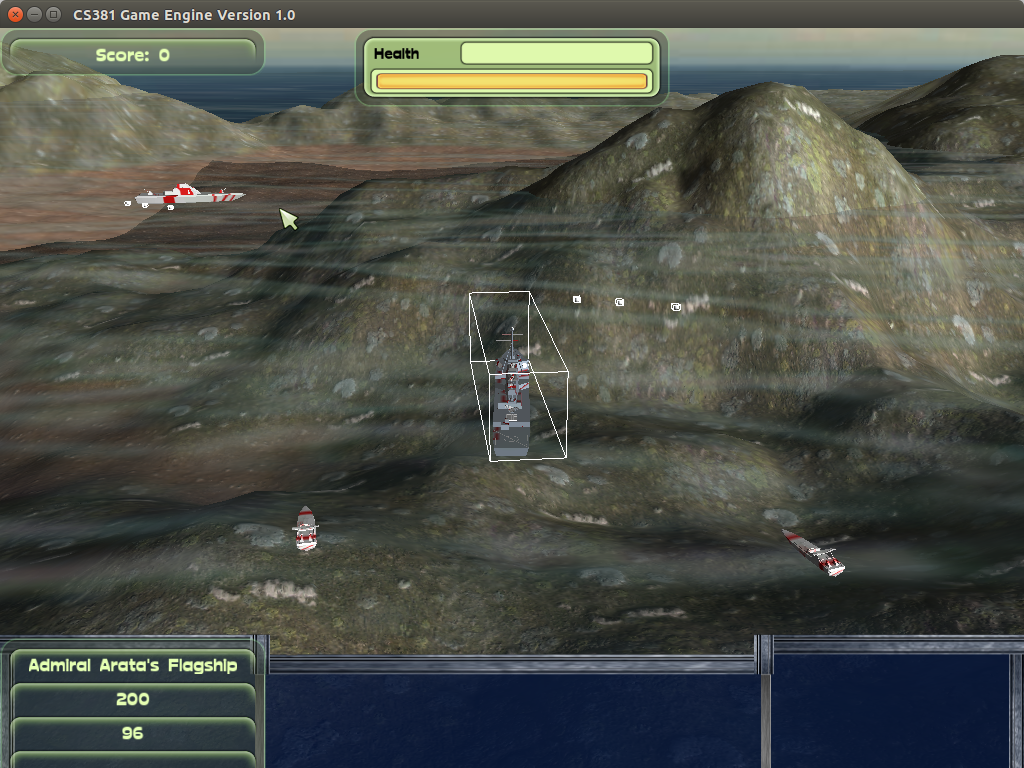 CS381 Game Engine Version 1.0
Score: 0
Health
Admiral Arata's Flagship
200
96